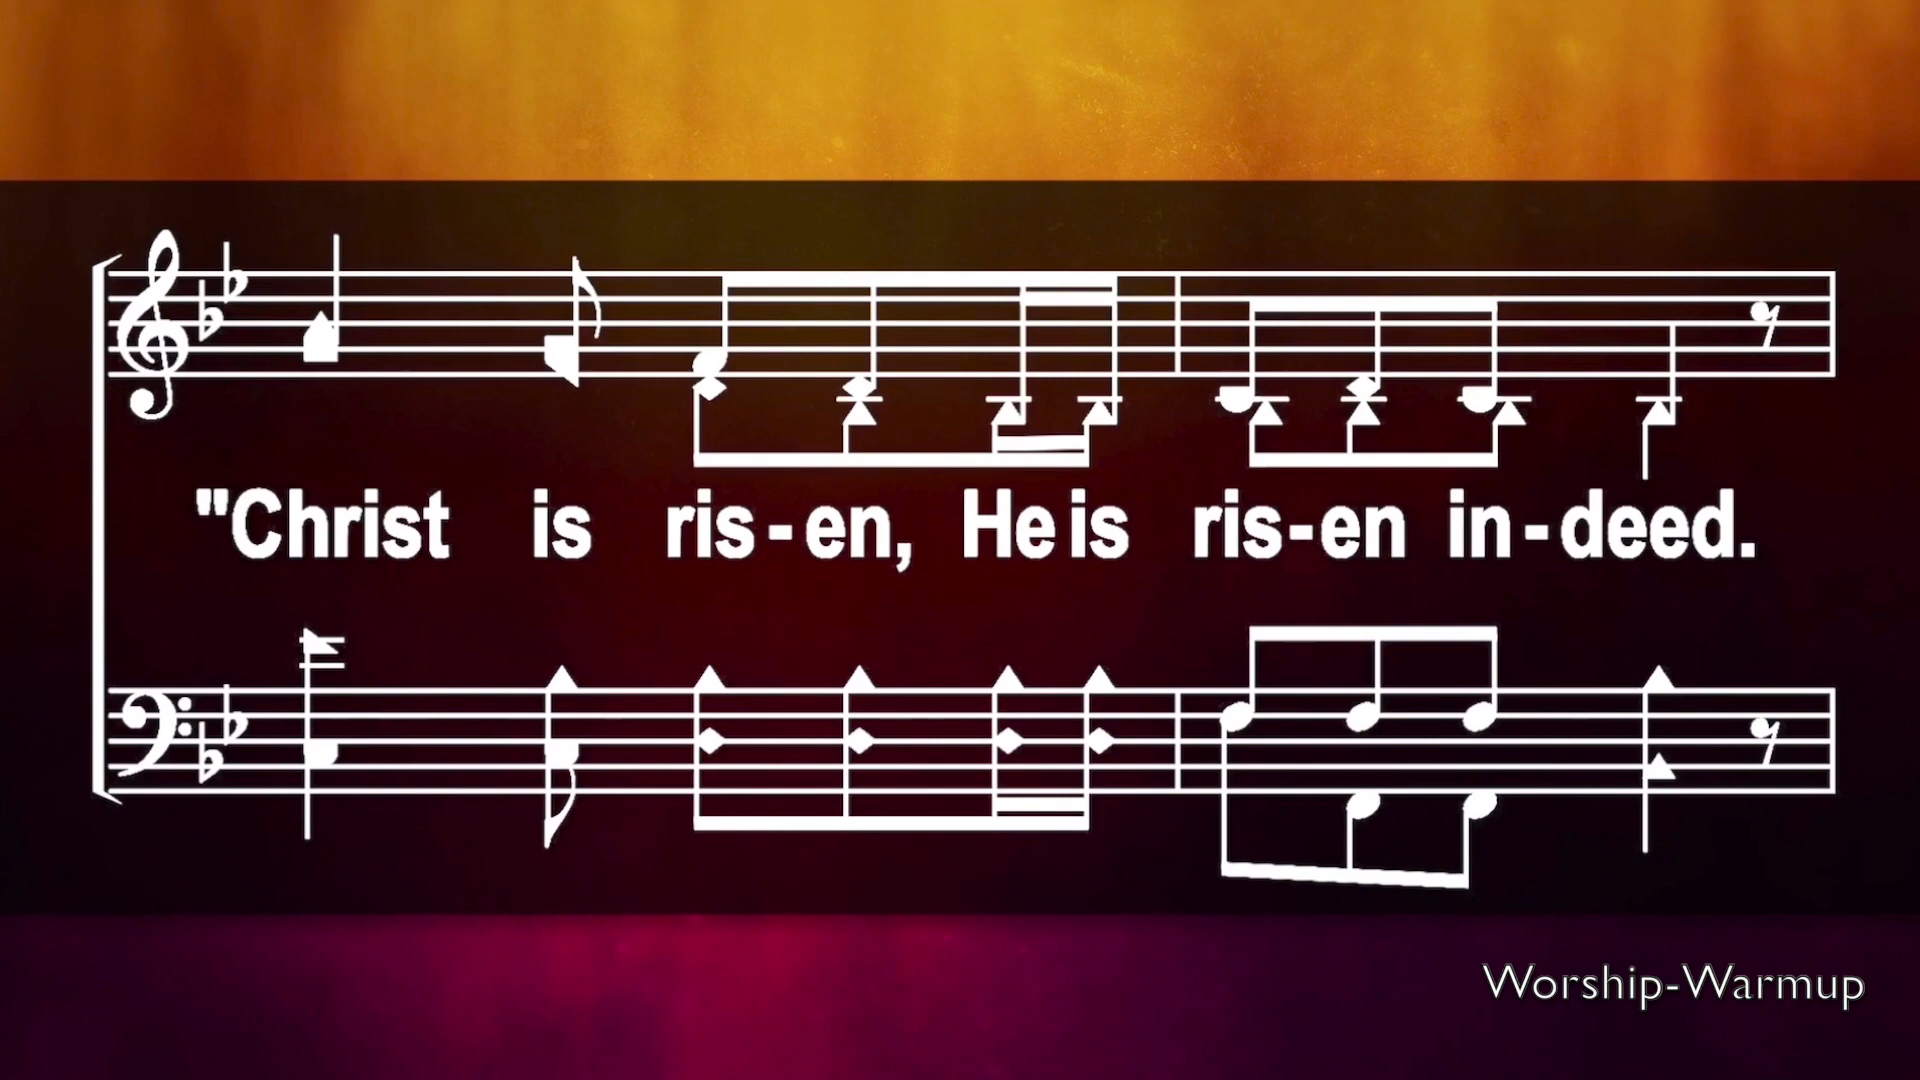 "Christ is ris-en, He is ris-en in-deed.
Worship-Warmup